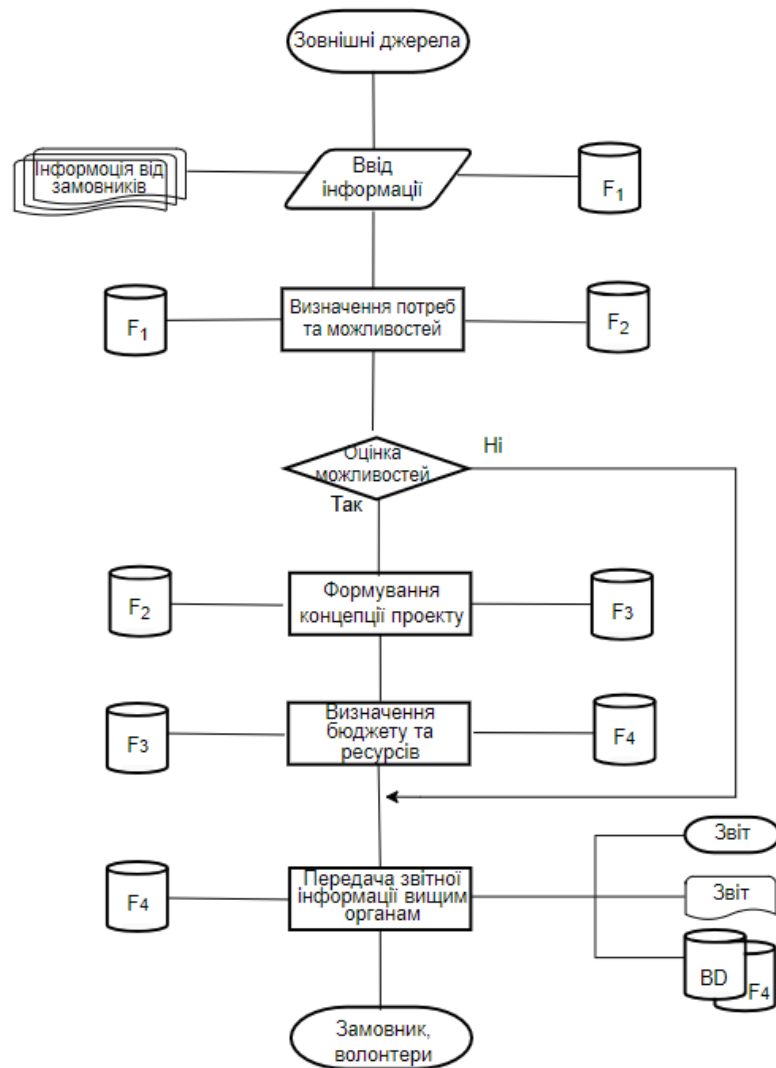 Зовнішні джерела
Інформоція від
замовників
Ввід
інформації
F1
F1
Визначення потреб
та можливостей
F2
Оцінка
можливостей
Ні
Так
F2
Формування
концепції проекту
F3
F3
Визначення
бюджету та
ресурсів
F4
F4
Передача звітної
інформації вищим
органам
Звіт
Звіт
BD
F4
Замовник,
волонтери